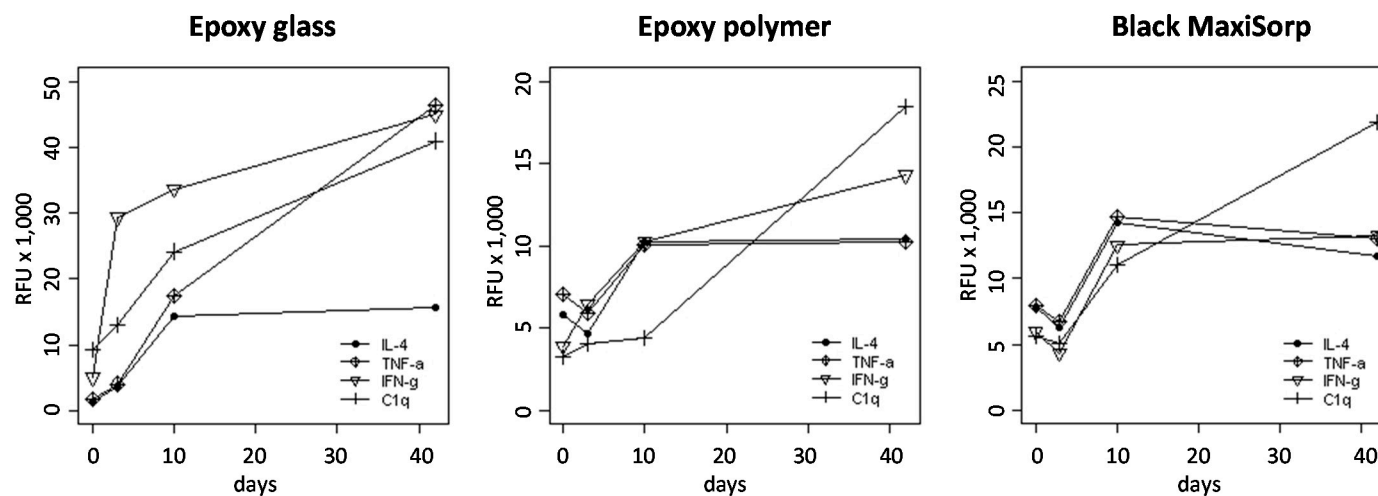 Epoxy glass
RFU x 1,000
50
40
30
20
10
0
IL-4
TNF-a
IFN-g
C1q
0 10 20 30 40
days
Epoxy polymer
RFU x 1,000
20
15
10
5
0
IL-4
TNF-a
IFN-g
C1q
0 10 20 30 40
days
Black MaxiSorp
RFU x 1,000
25
20
15
10
5
0
IL-4
TNF-a
IFN-g
C1q
0 10 20 30 40
days